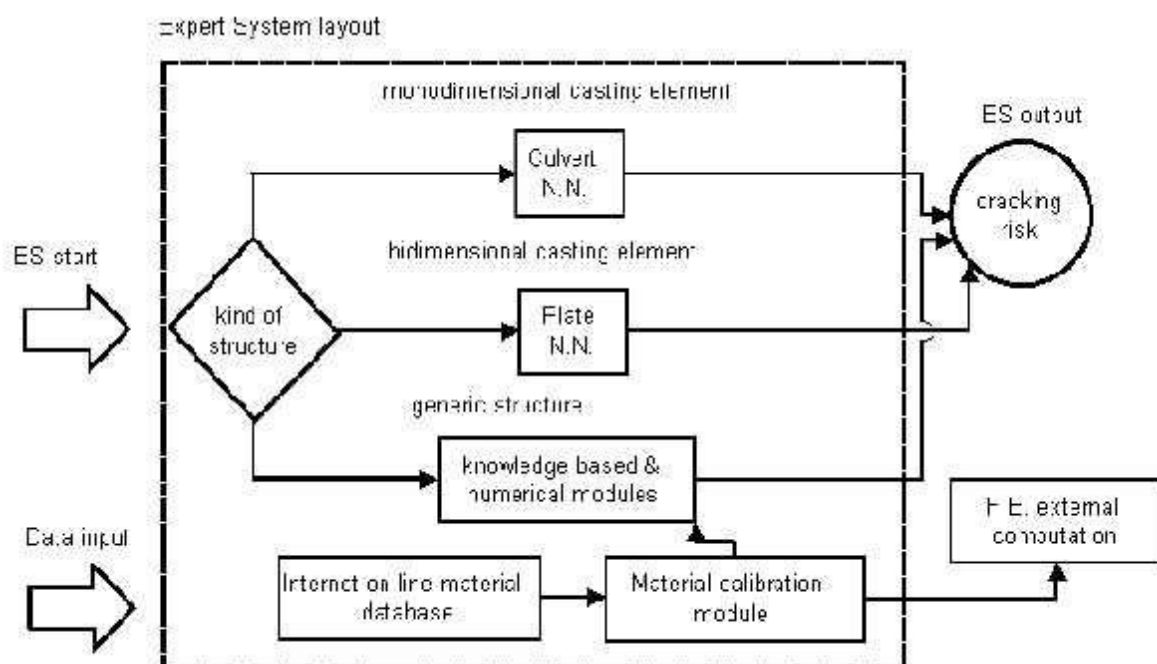 Expert System layout
monodimensional casting element
ES output
Culvert
N.N.
cracking
risk
bidimensional casting element
ES start
kind of
structure
Plate
N.N.
generic structure
knowledge based &
numerical modules
F.E. external
computation
Data input
Internet on line material
database
Material calibration
module